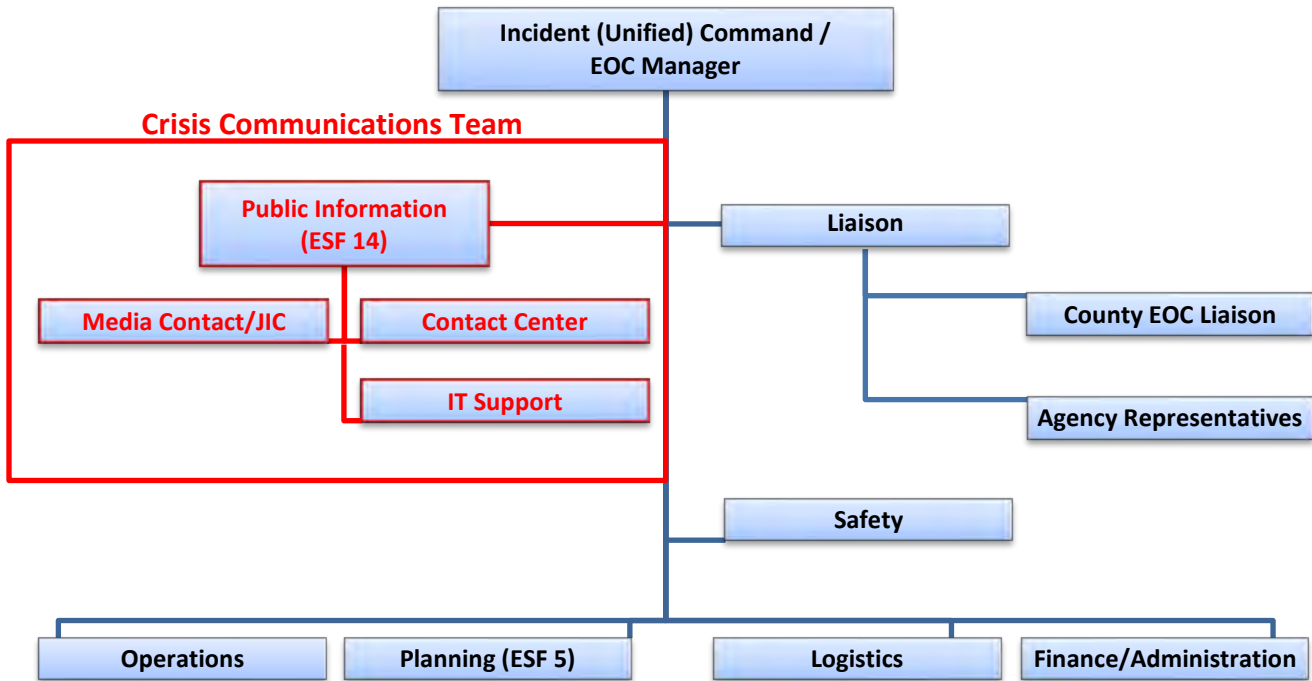 Incident (Unified) Command /
EOC Manager
Crisis Communications Team
Public Information
(ESF 14)
Liaison
Media Contact/JIC
Contact Center
County EOC Liaison
IT Support
Agency Representatives
Safety
Operations
Planning (ESF 5)
Logistics
Finance/Administration